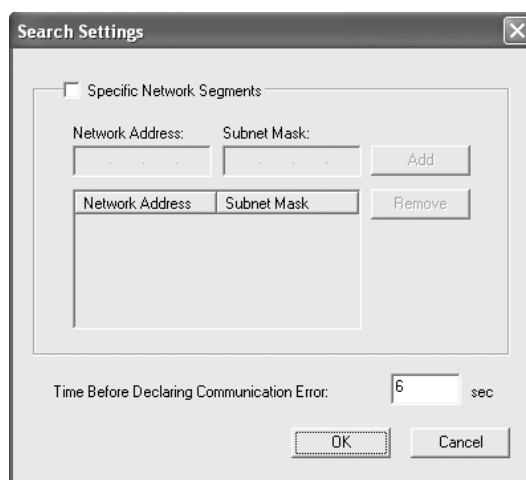 Search Settings
Specific Network Segments
Network Address: Subnet Mask:
Add
Network Address Subnet Mask
Remove
Time Before Declaring Communication Error: 6 sec
OK Cancel